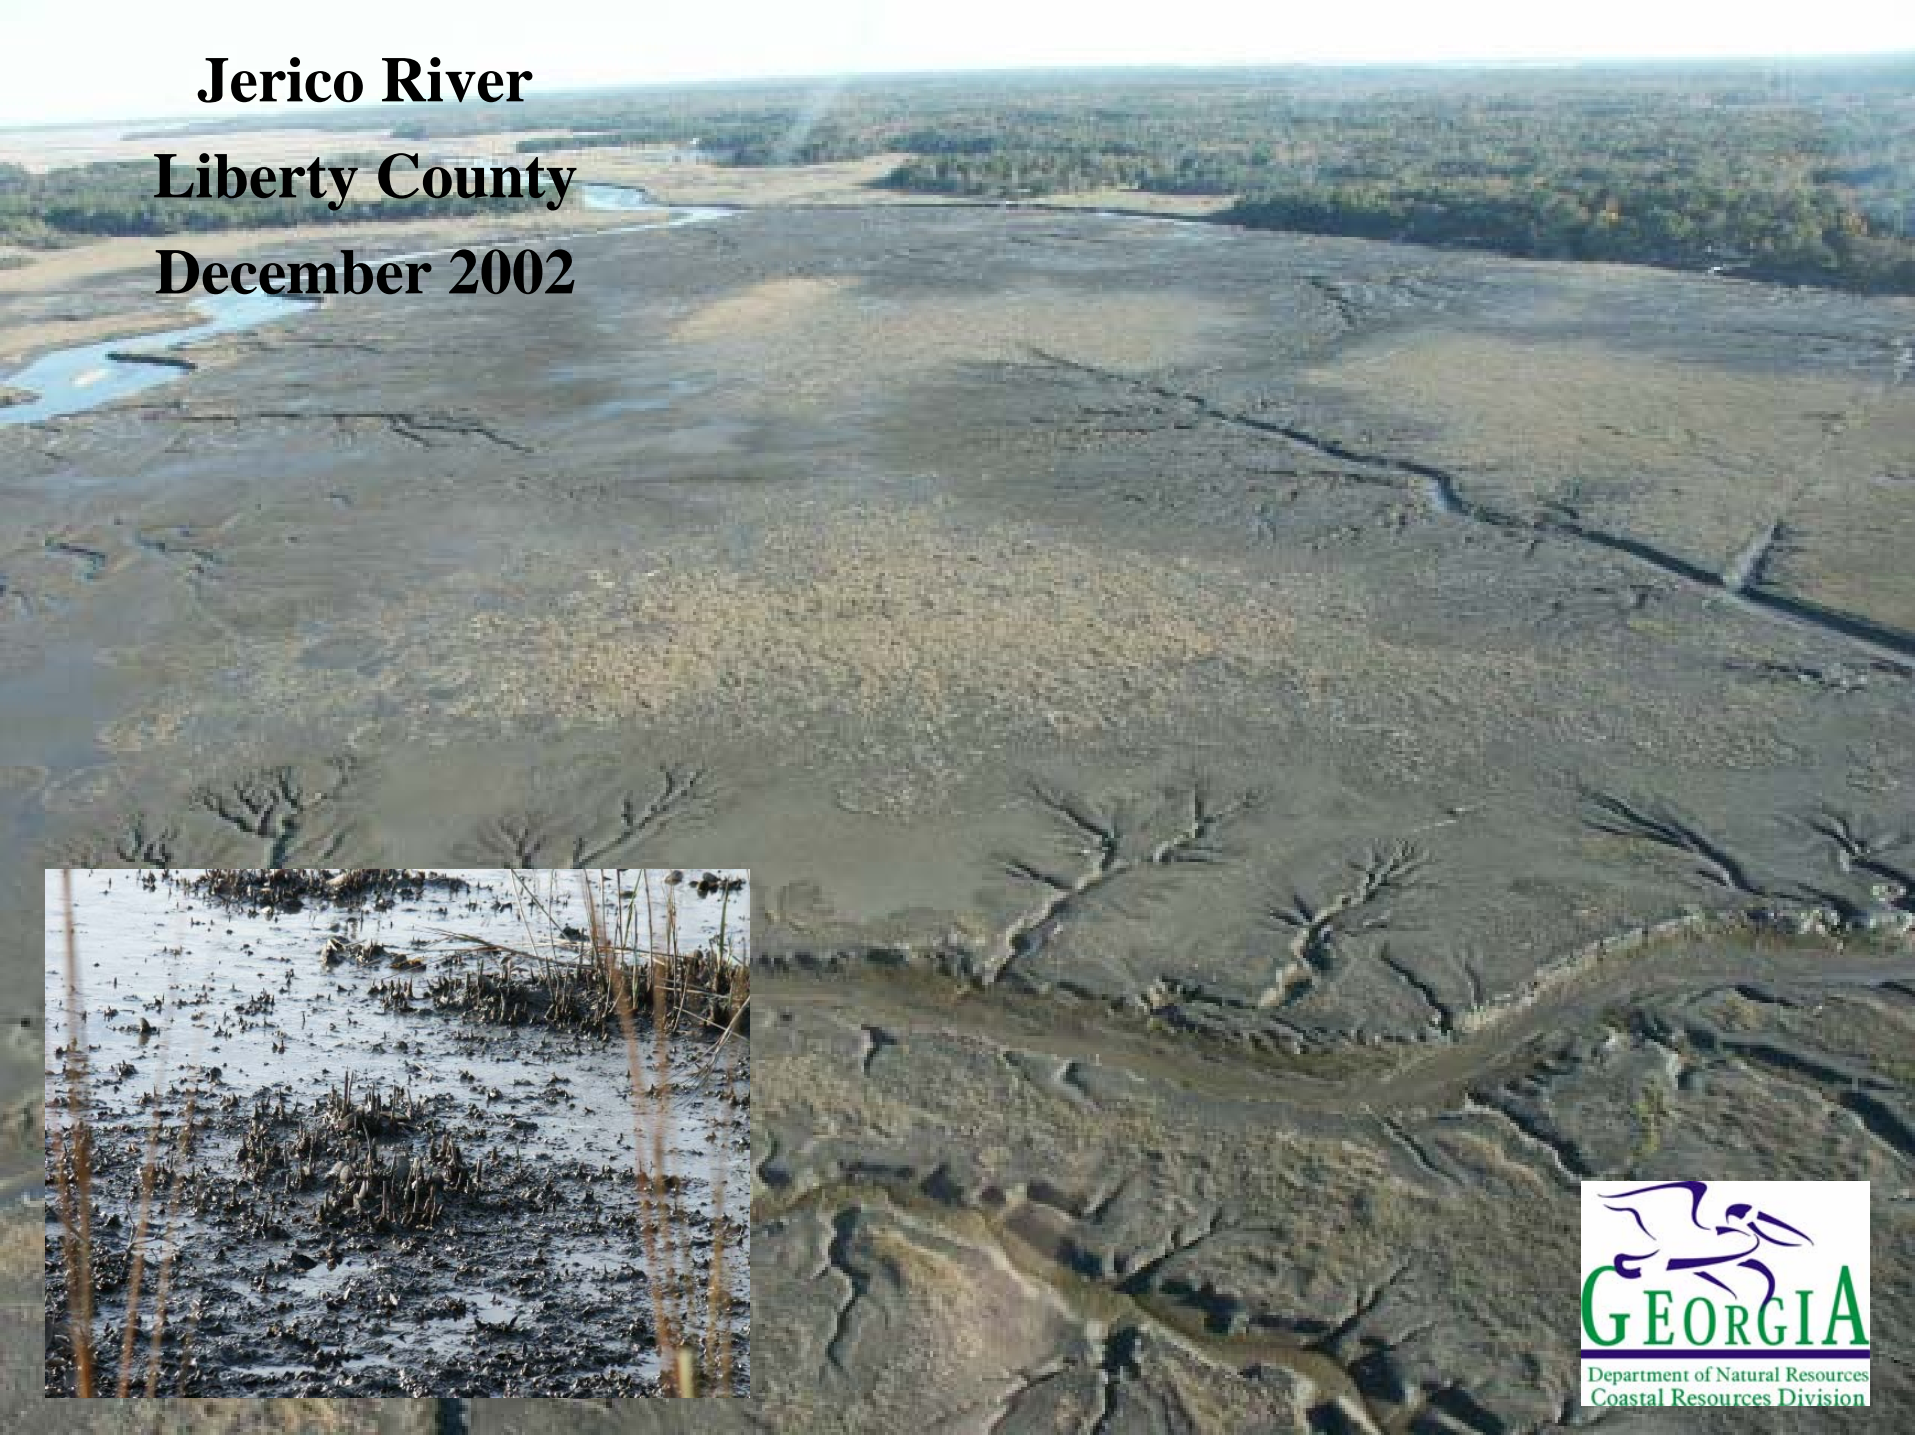 Jerico River
Liberty County
December 2002
GEORGIA
Department of Natural Resources
Coastal Resources Division